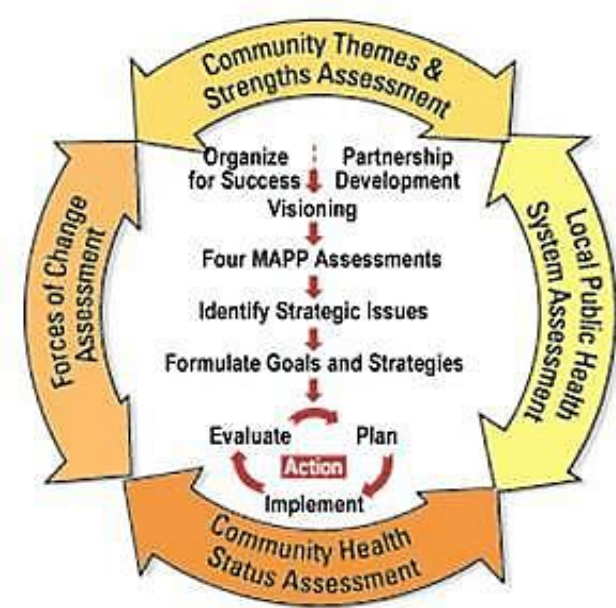 Community Themes &
Strengths Assessment
Organize
for Success
Partnership
Development
Visioning
Four MAPP Assessments
Identify Strategic Issues
Formulate Goals and Strategies
Evaluate
Plan
Action
Implement
Forces of Change
Assessment
Local Public Health
System Assessment
Community Health
Status Assessment